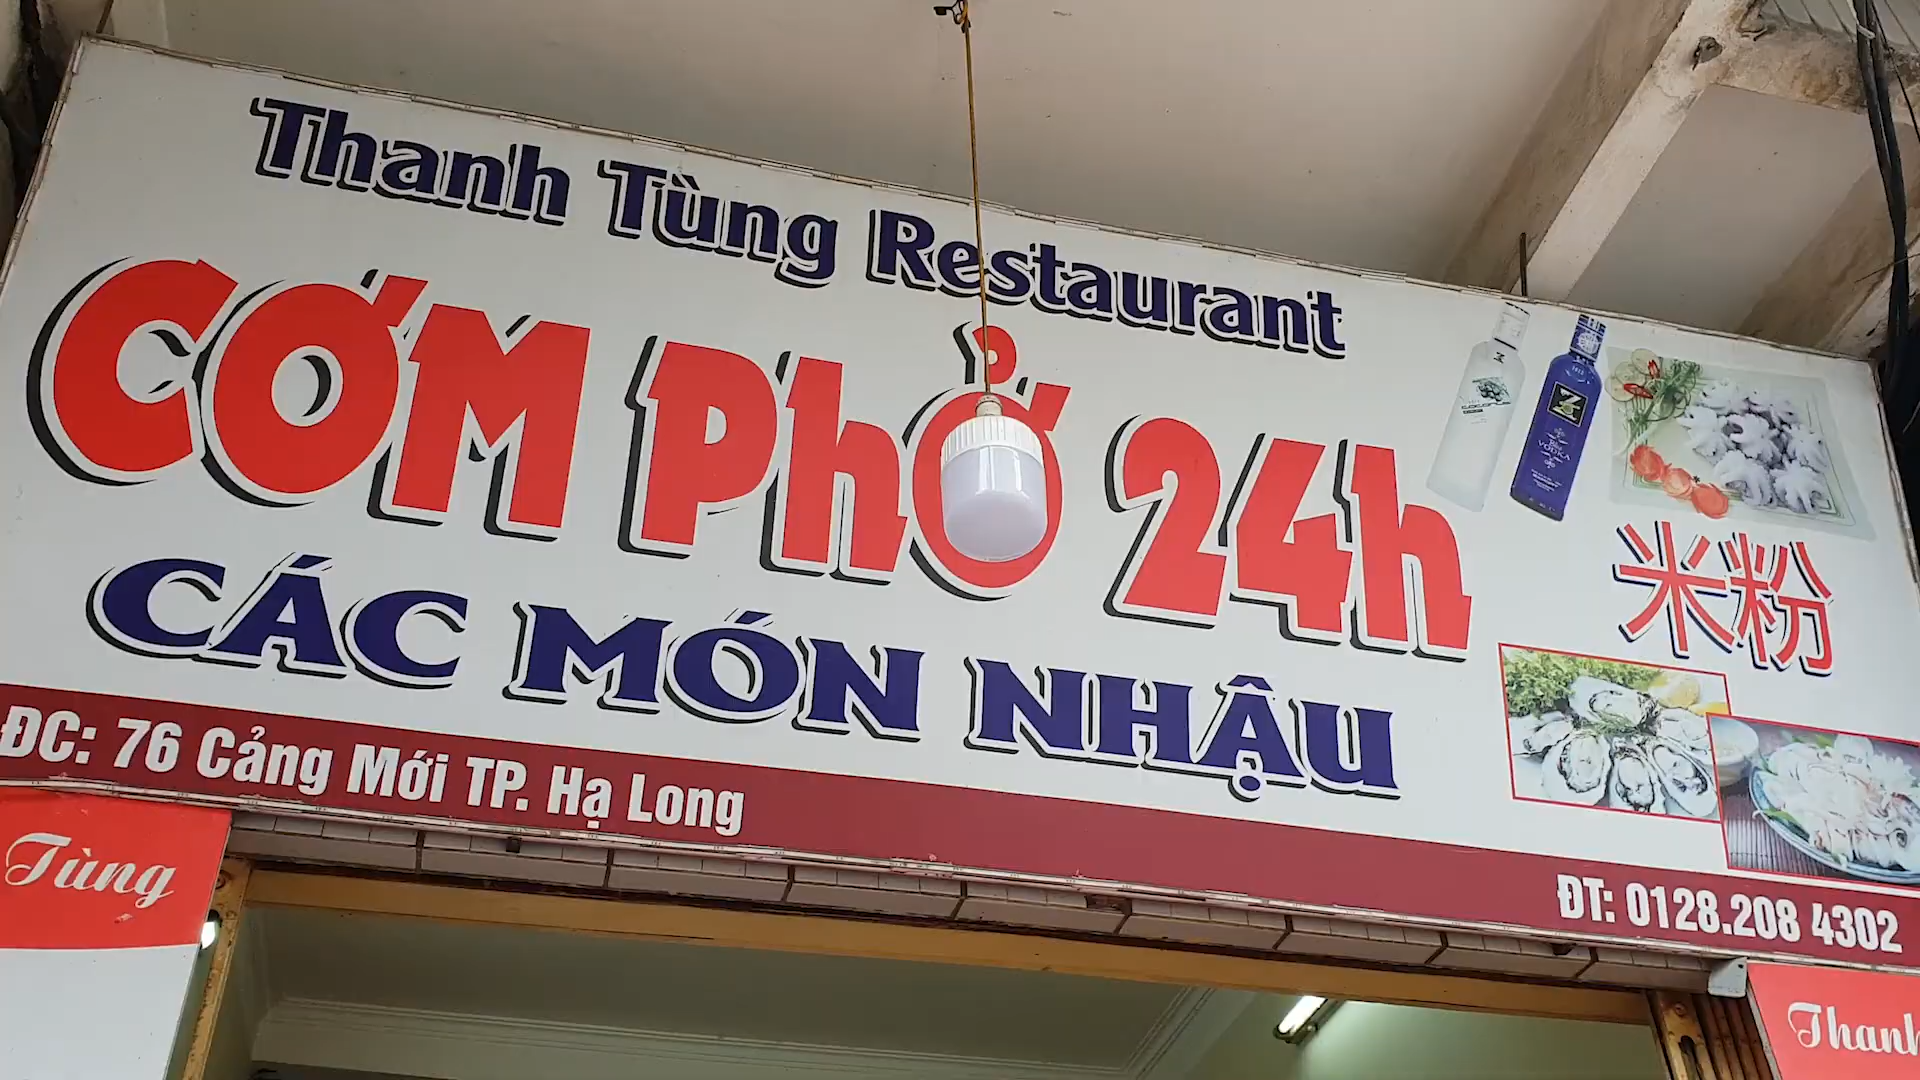 Thanh Tùng Restaurant
CƠM PHỞ 24h
CÁC MÓN NHẬU
米粉
ĐC: 76 Cảng Mới TP. Hạ Long
ĐT: 0128.208 4302
Tùng
Thanh
VODKA